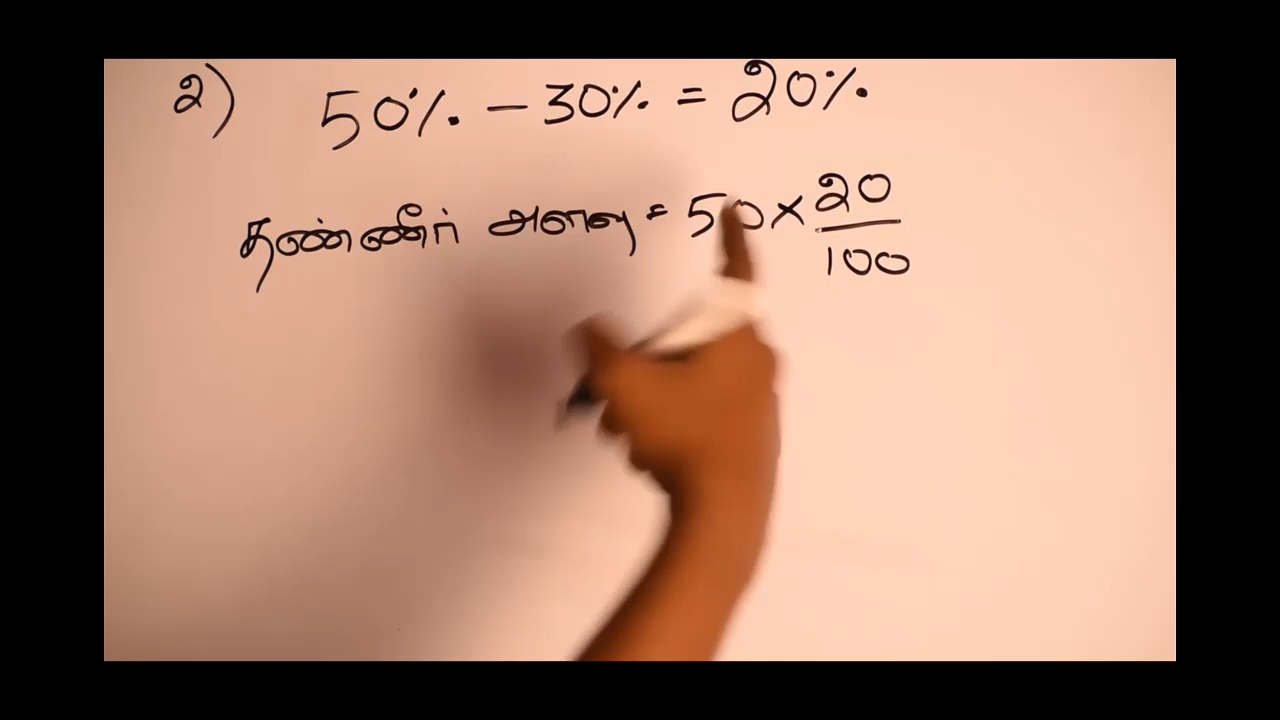 2) 50% - 30% = 20%
தண்ணீர் அளவு = 50 × 20/100